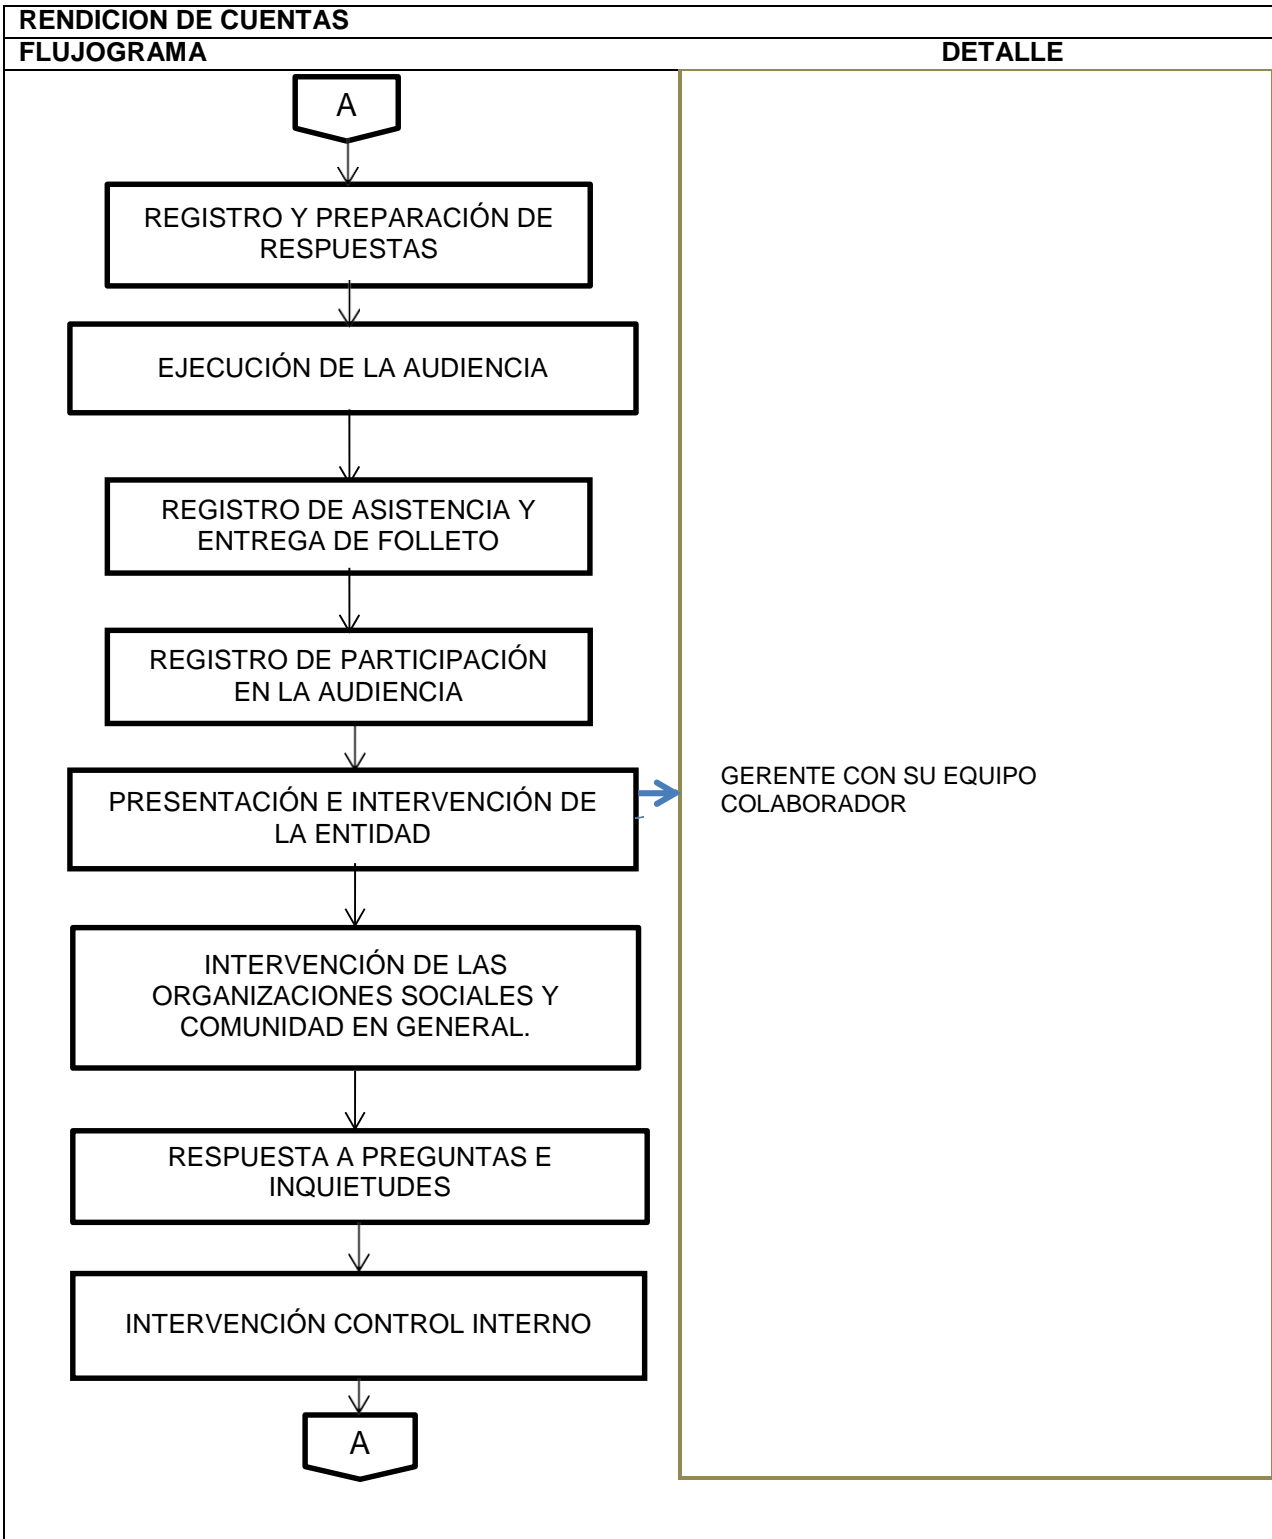 RENDICION DE CUENTAS
FLUJOGRAMA DETALLE
A
REGISTRO Y PREPARACIÓN DE
RESPUESTAS
EJECUCIÓN DE LA AUDIENCIA
REGISTRO DE ASISTENCIA Y
ENTREGA DE FOLLETO
REGISTRO DE PARTICIPACIÓN
EN LA AUDIENCIA
PRESENTACIÓN E INTERVENCIÓN DE
LA ENTIDAD
GERENTE CON SU EQUIPO
COLABORADOR
INTERVENCIÓN DE LAS
ORGANIZACIONES SOCIALES Y
COMUNIDAD EN GENERAL.
RESPUESTA A PREGUNTAS E
INQUIETUDES
INTERVENCIÓN CONTROL INTERNO
A